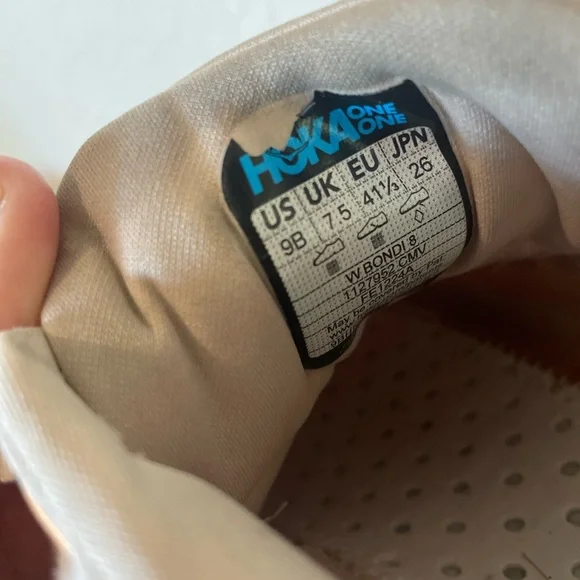 HOKA ONE ONE
US UK EU JPN
9B 7.5 41⅓ 26
W BONDI 8
1127952 CMV